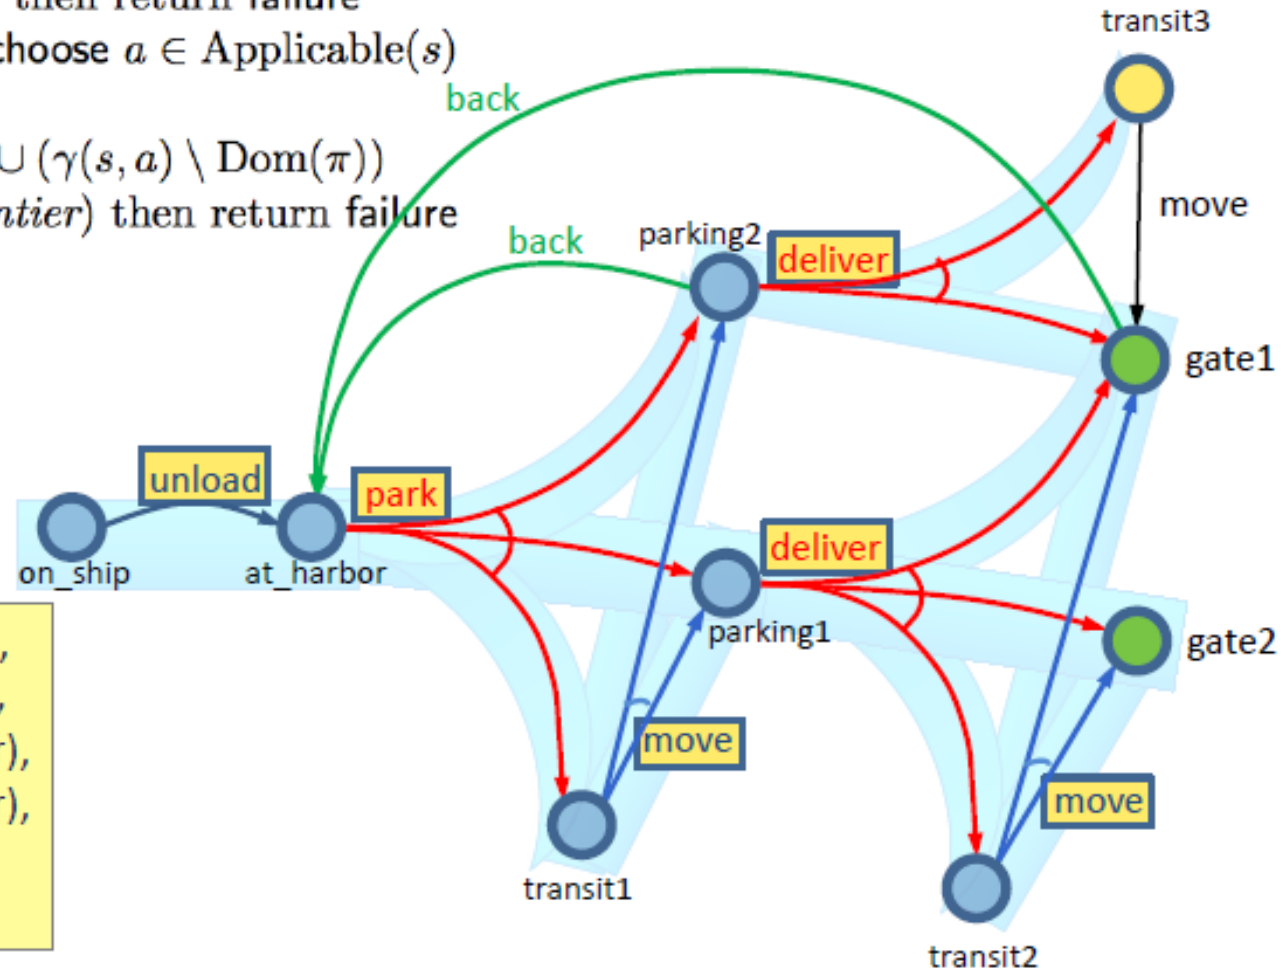 then return failure
choose a ∈ Applicable(s)
∪ (γ(s, a) \ Dom(π))
ntier) then return failure
transit3
back
move
back
parking2
deliver
gate1
unload
park
on_ship
at_harbor
deliver
parking1
gate2
,
,
r),
r),
move
move
transit1
transit2